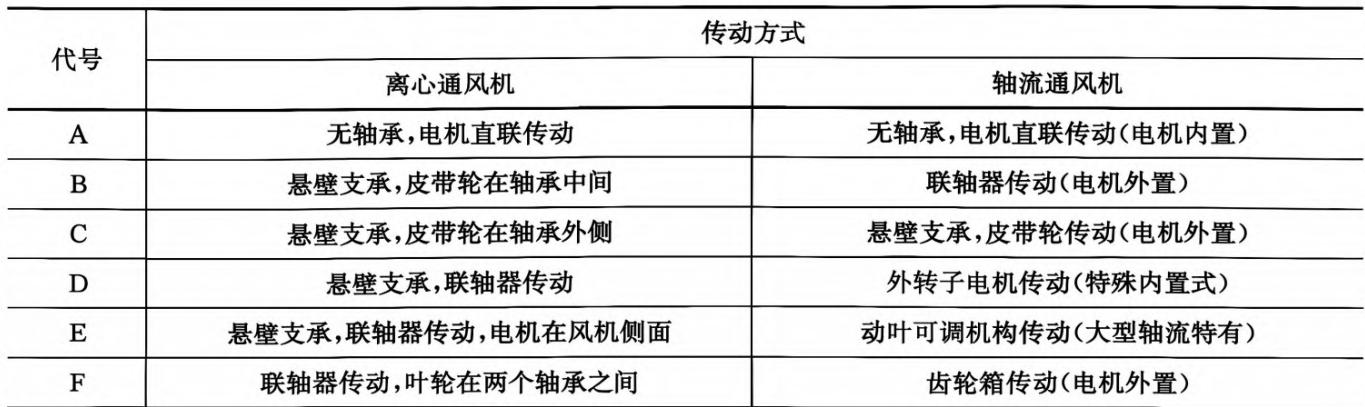 代号 传动方式
离心通风机 轴流通风机
A 无轴承,电机直联传动 无轴承,电机直联传动(电机内置)
B 悬壁支承,皮带轮在轴承中间 联轴器传动(电机外置)
C 悬壁支承,皮带轮在轴承外侧 悬壁支承,皮带轮传动(电机外置)
D 悬壁支承,联轴器传动 外转子电机传动(特殊内置式)
E 悬壁支承,联轴器传动,电机在风机侧面 动叶可调机构传动(大型轴流特有)
F 联轴器传动,叶轮在两个轴承之间 齿轮箱传动(电机外置)